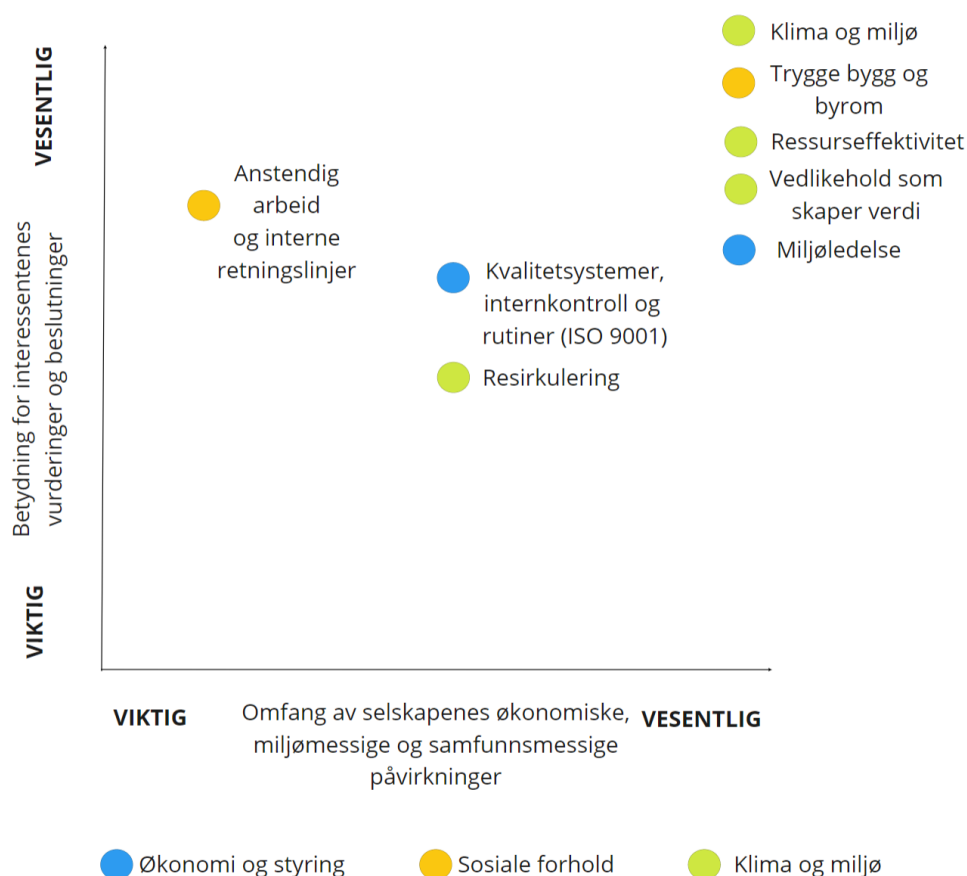 VESENTLIG
Betydning for interessentenes
vurderinger og beslutninger
VIKTIG
Klima og miljø
Trygge bygg og
byrom
Ressurseffektivitet
Vedlikehold som
skaper verdi
Miljøledelse
Anstendig
arbeid
og interne
retningslinjer
Kvalitetsystemer,
internkontroll og
rutiner (ISO 9001)
Resirkulering
VIKTIG
Omfang av selskapenes økonomiske,
miljømessige og samfunnsmessige
påvirkninger
VESENTLIG
Økonomi og styring
Sosiale forhold
Klima og miljø